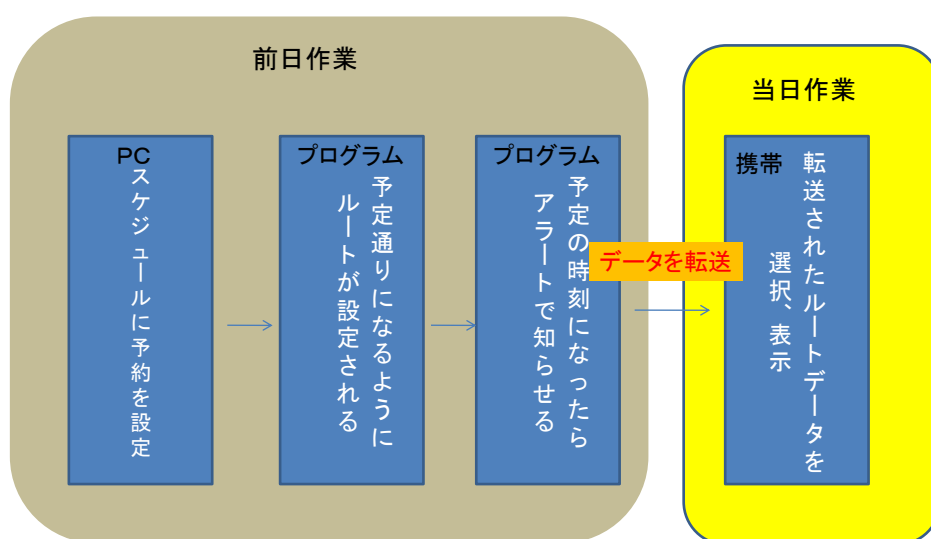 前日作業
PC
スケジュールに予約を設定
プログラム
予定通りになるように
ルートが設定される
プログラム
予定の時刻になったら
アラートで知らせる
データを転送
当日作業
携帯
転送されたルートデータを
選択、表示